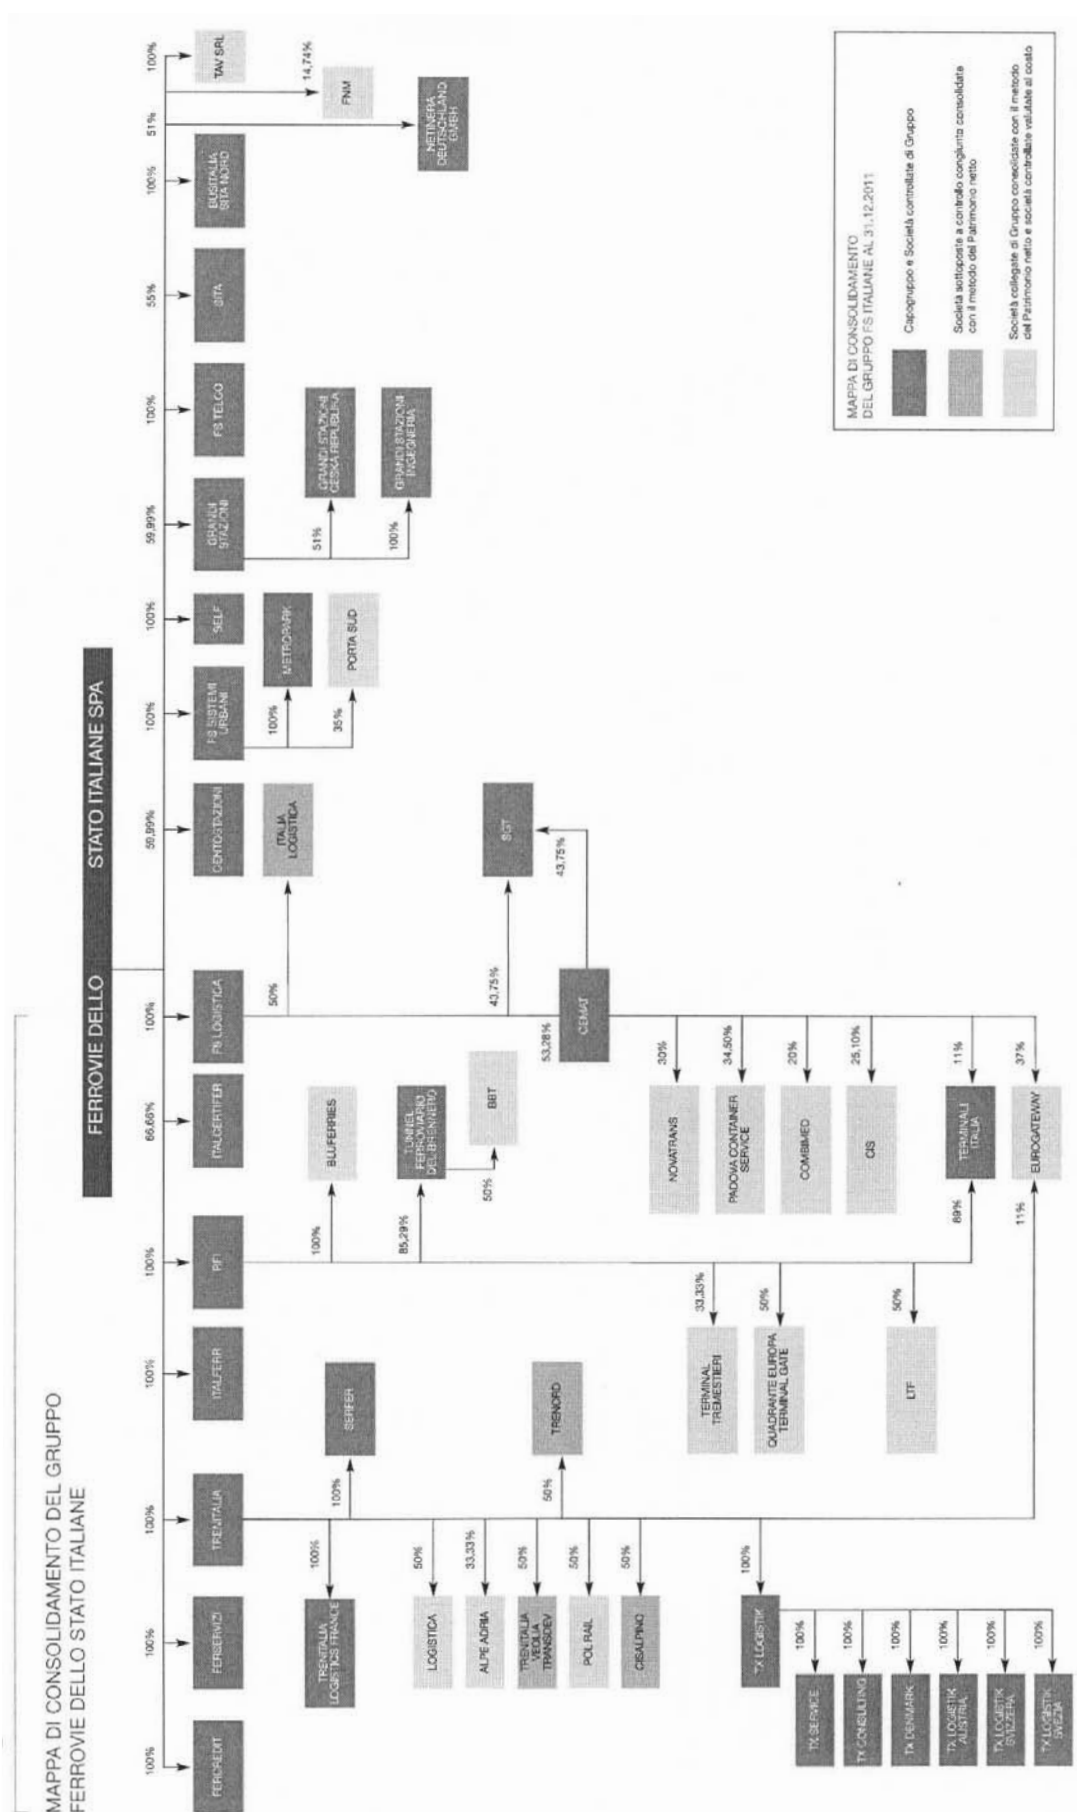 MAPPA DI CONSOLIDAMENTO DEL GRUPPO
FERROVIE DELLO STATO ITALIANE
FERROVIE DELLO STATO ITALIANE SPA
100%
FERCREDIT
100%
FERSERVIZI
100%
TRENITALIA
100%
ITALFERR
100%
RFI
66,66%
ITALCERTIFER
100%
FS LOGISTICA
59,99%
CENTOSTAZIONI
100%
FS SISTEMI
URBANI
100%
SELF
59,99%
GRANDI
STAZIONI
100%
FS TELCO
55%
SITA
100%
BUSITALIA
SITA NORD
51%
NETINERA
DEUTSCHLAND
GMBH
14,74%
FNM
100%
TAV SRL
100%
TRENITALIA
LOGISTICS FRANCE
100%
SERFER
50%
LOGISTICA
33,33%
ALPE ADRIA
50%
TRENITALIA
VEOLIA
TRANSDEV
50%
TRENORD
50%
POL RAIL
50%
CISALPINO
100%
TX LOGISTIK
100%
TX SERVICE
100%
TX CONSULTING
100%
TX DENMARK
100%
TX LOGISTIK
AUSTRIA
100%
TX LOGISTIK
SVIZZERA
100%
TX LOGISTIK
SVEZIA
100%
BLUFERRIES
85,29%
TUNNEL
FERROVIARIO
DEL BRENNERO
50%
BBT
33,33%
TERMINAL
TREMESTIERI
50%
QUADRANTE EUROPA
TERMINAL GATE
50%
LTF
89%
TERMINALI
ITALIA
11%
11%
EUROGATEWAY
37%
50%
ITALIA
LOGISTICA
43,75%
SGT
43,75%
53,28%
CEMAT
30%
NOVATRANS
34,50%
PADOVA CONTAINER
SERVICE
20%
COMBIMED
25,10%
CIS
100%
METROPARK
35%
PORTA SUD
51%
GRANDI STAZIONI
CESKA REPUBLIKA
100%
GRANDI STAZIONI
INGEGNERIA
MAPPA DI CONSOLIDAMENTO
DEL GRUPPO FS ITALIANE AL 31.12.2011
Capogruppo e Società controllate di Gruppo
Società sottoposte a controllo congiunto consolidate
con il metodo del Patrimonio netto
Società collegate di Gruppo consolidate con il metodo
del Patrimonio netto e società controllate valutate al costo